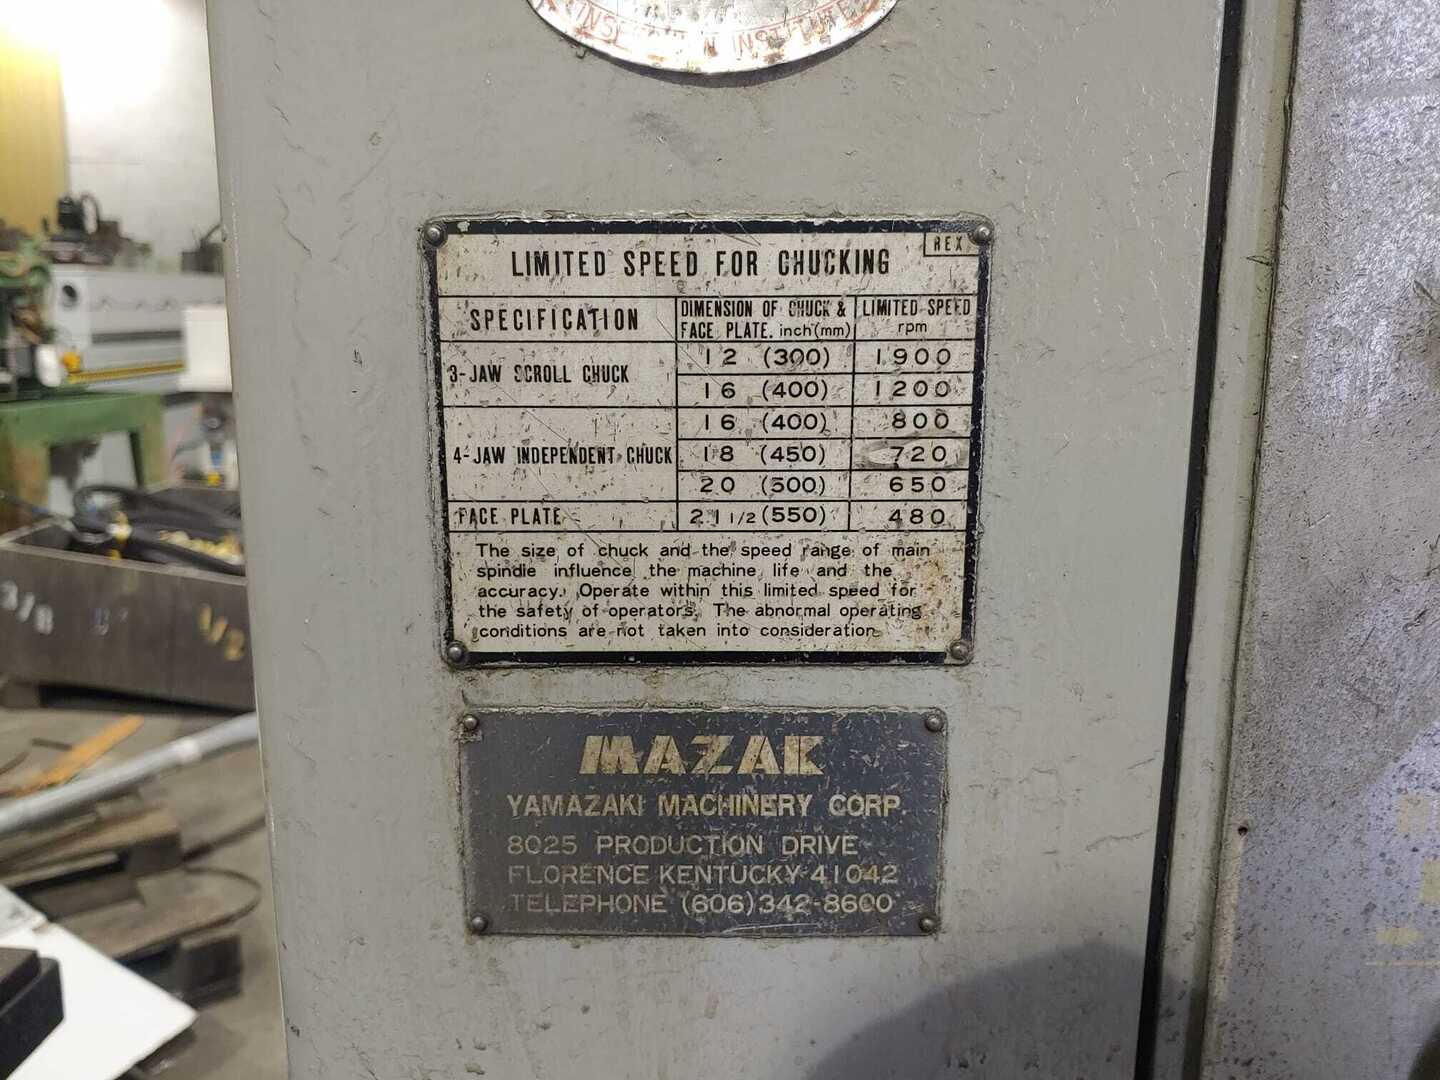 INSPECTION INSTITUTE
REX
LIMITED SPEED FOR CHUCKING
SPECIFICATION
DIMENSION OF CHUCK & FACE PLATE. inch(mm)
LIMITED SPEED rpm
3-JAW SCROLL CHUCK
12 (300) 1900
16 (400) 1200
4-JAW INDEPENDENT CHUCK
16 (400) 800
18 (450) 720
20 (500) 650
FACE PLATE 21 1/2 (550) 480
The size of chuck and the speed range of main
spindle influence the machine life and the
accuracy. Operate within this limited speed for
the safety of operators. The abnormal operating
conditions are not taken into consideration.
MAZAK
YAMAZAKI MACHINERY CORP.
8025 PRODUCTION DRIVE
FLORENCE KENTUCKY 41042
TELEPHONE (606)342-8600
3/8
1/2